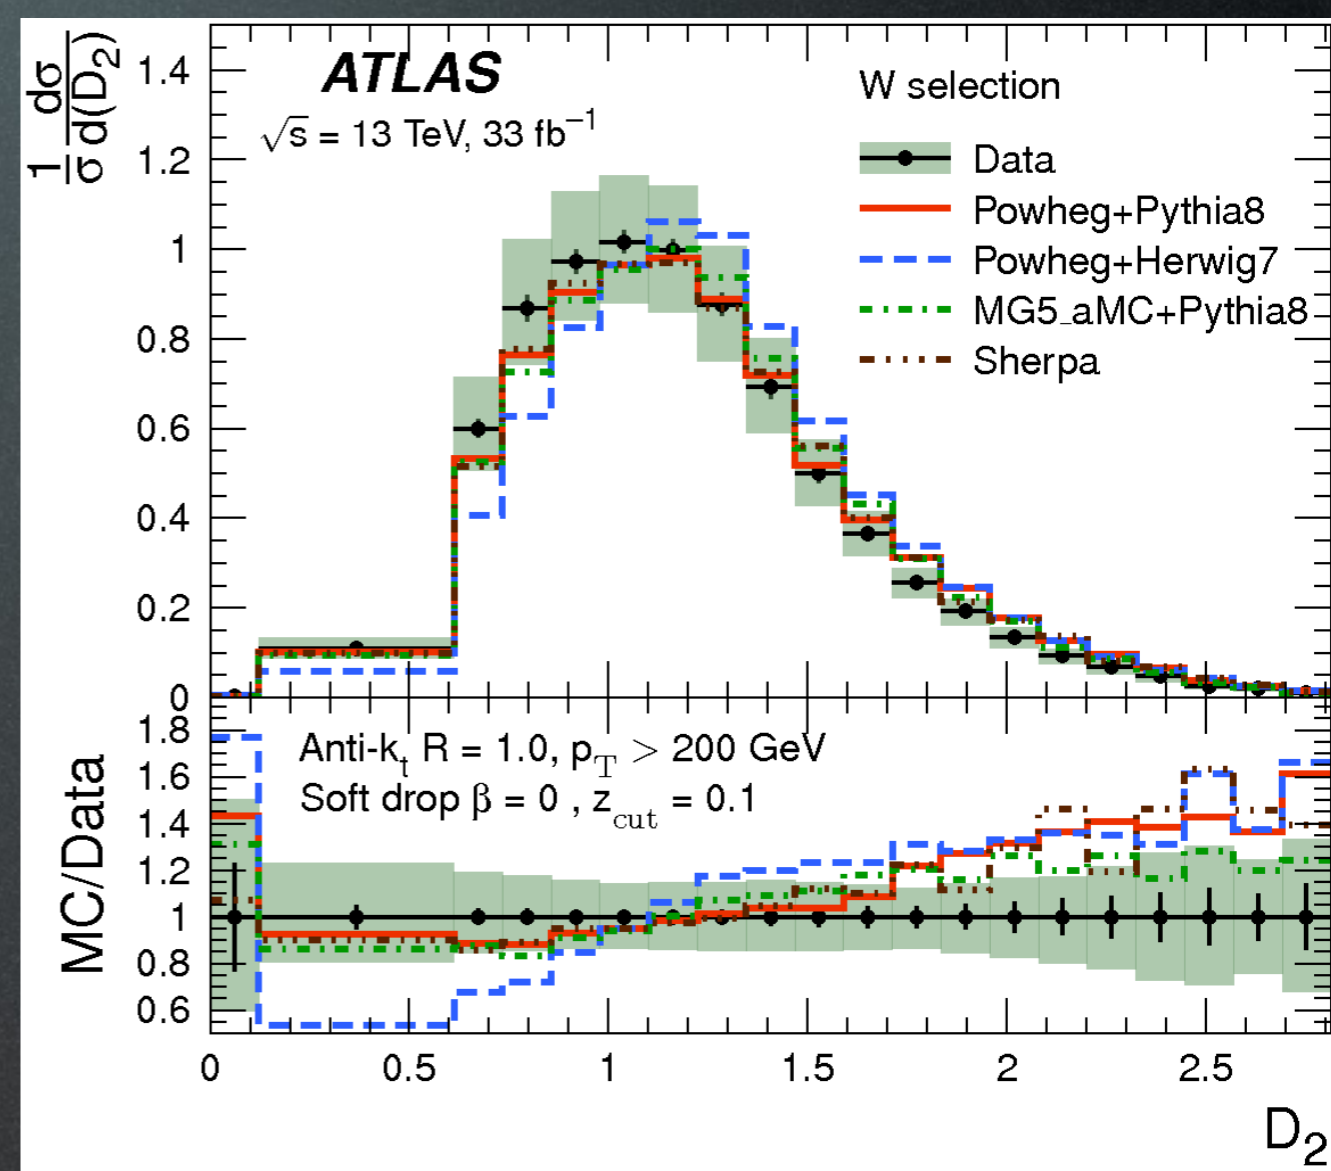 1/σ dσ/d(D₂)
ATLAS
√s = 13 TeV, 33 fb⁻¹
W selection
Data
Powheg+Pythia8
Powheg+Herwig7
MG5_aMC+Pythia8
Sherpa
1.4
1.2
1
0.8
0.6
0.4
0.2
0
MC/Data
Anti-kₜ R = 1.0, p_T > 200 GeV
Soft drop β = 0 , z_cut = 0.1
1.8
1.6
1.4
1.2
1
0.8
0.6
0 0.5 1 1.5 2 2.5
D₂